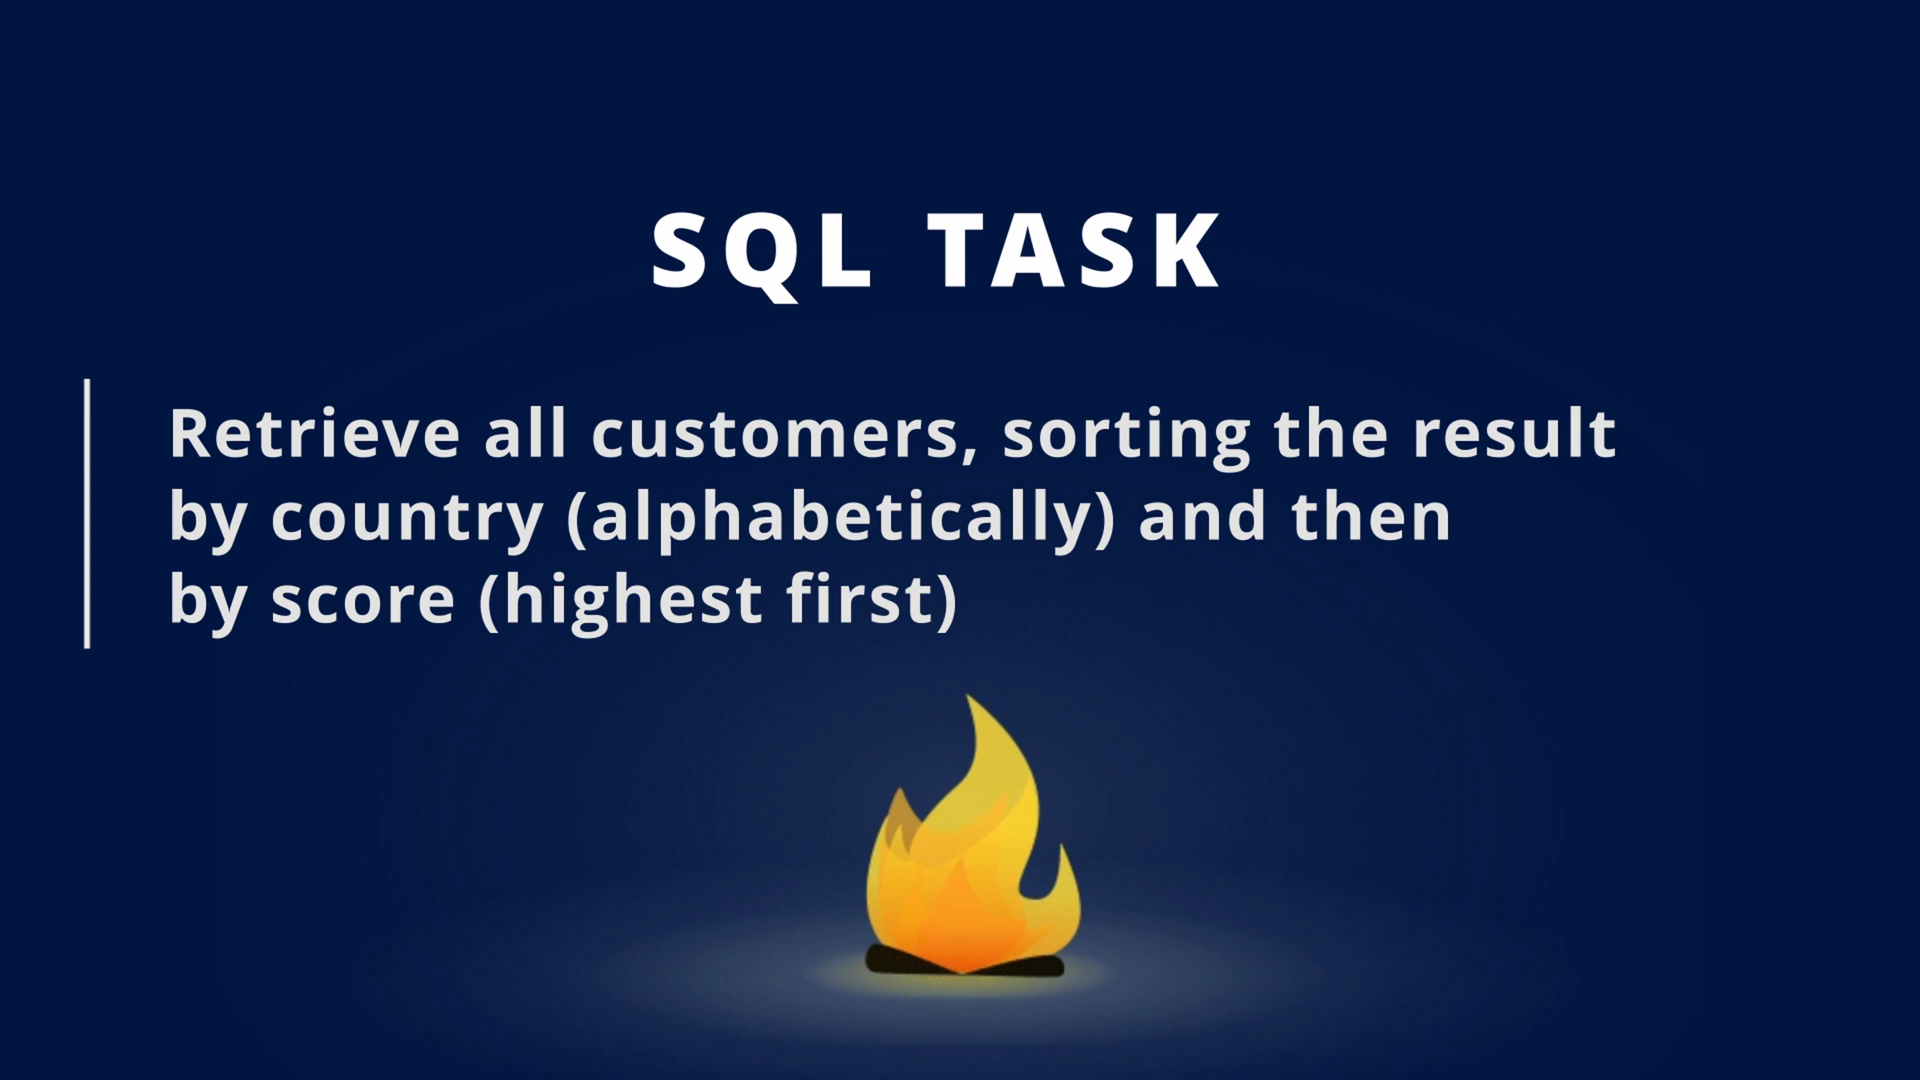 SQL TASK
Retrieve all customers, sorting the result
by country (alphabetically) and then
by score (highest first)